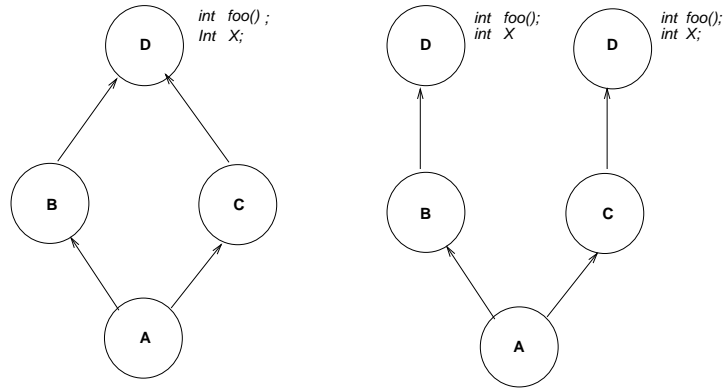 D
int foo() ;
Int X;
B
C
A
D
int foo();
int X
D
int foo();
int X;
B
C
A